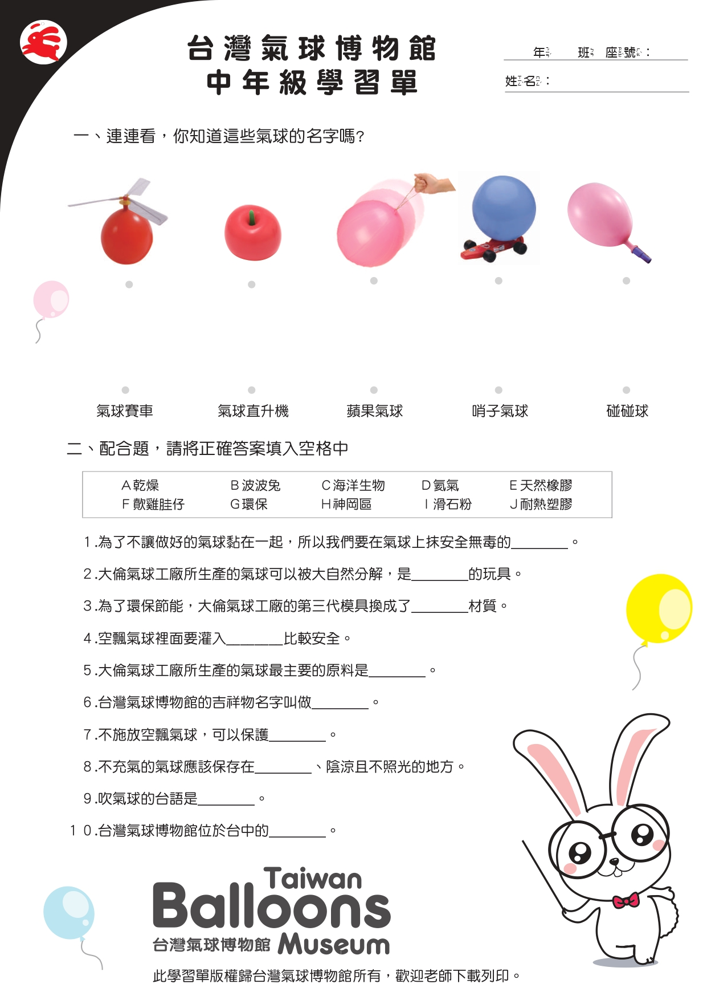 台灣氣球博物館
中年級學習單
年ㄋㄧㄢˊ 班ㄅㄢ 座ㄗㄨㄛˋ號ㄏㄠˋ：
姓ㄒㄧㄥˋ名ㄇㄧㄥˊ：
一、連連看，你知道這些氣球的名字嗎?
氣球賽車 氣球直升機 蘋果氣球 哨子氣球 碰碰球
二、配合題，請將正確答案填入空格中
A乾燥 B波波兔 C海洋生物 D氦氣 E天然橡膠
F歕雞胿仔 G環保 H神岡區 I滑石粉 J耐熱塑膠
1.為了不讓做好的氣球黏在一起，所以我們要在氣球上抹安全無毒的________。
2.大倫氣球工廠所生產的氣球可以被大自然分解，是________的玩具。
3.為了環保節能，大倫氣球工廠的第三代模具換成了________材質。
4.空飄氣球裡面要灌入________比較安全。
5.大倫氣球工廠所生產的氣球最主要的原料是________。
6.台灣氣球博物館的吉祥物名字叫做________。
7.不施放空飄氣球，可以保護________。
8.不充氣的氣球應該保存在________、陰涼且不照光的地方。
9.吹氣球的台語是________。
10.台灣氣球博物館位於台中的________。
Taiwan
Balloons
台灣氣球博物館 Museum
此學習單版權歸台灣氣球博物館所有，歡迎老師下載列印。